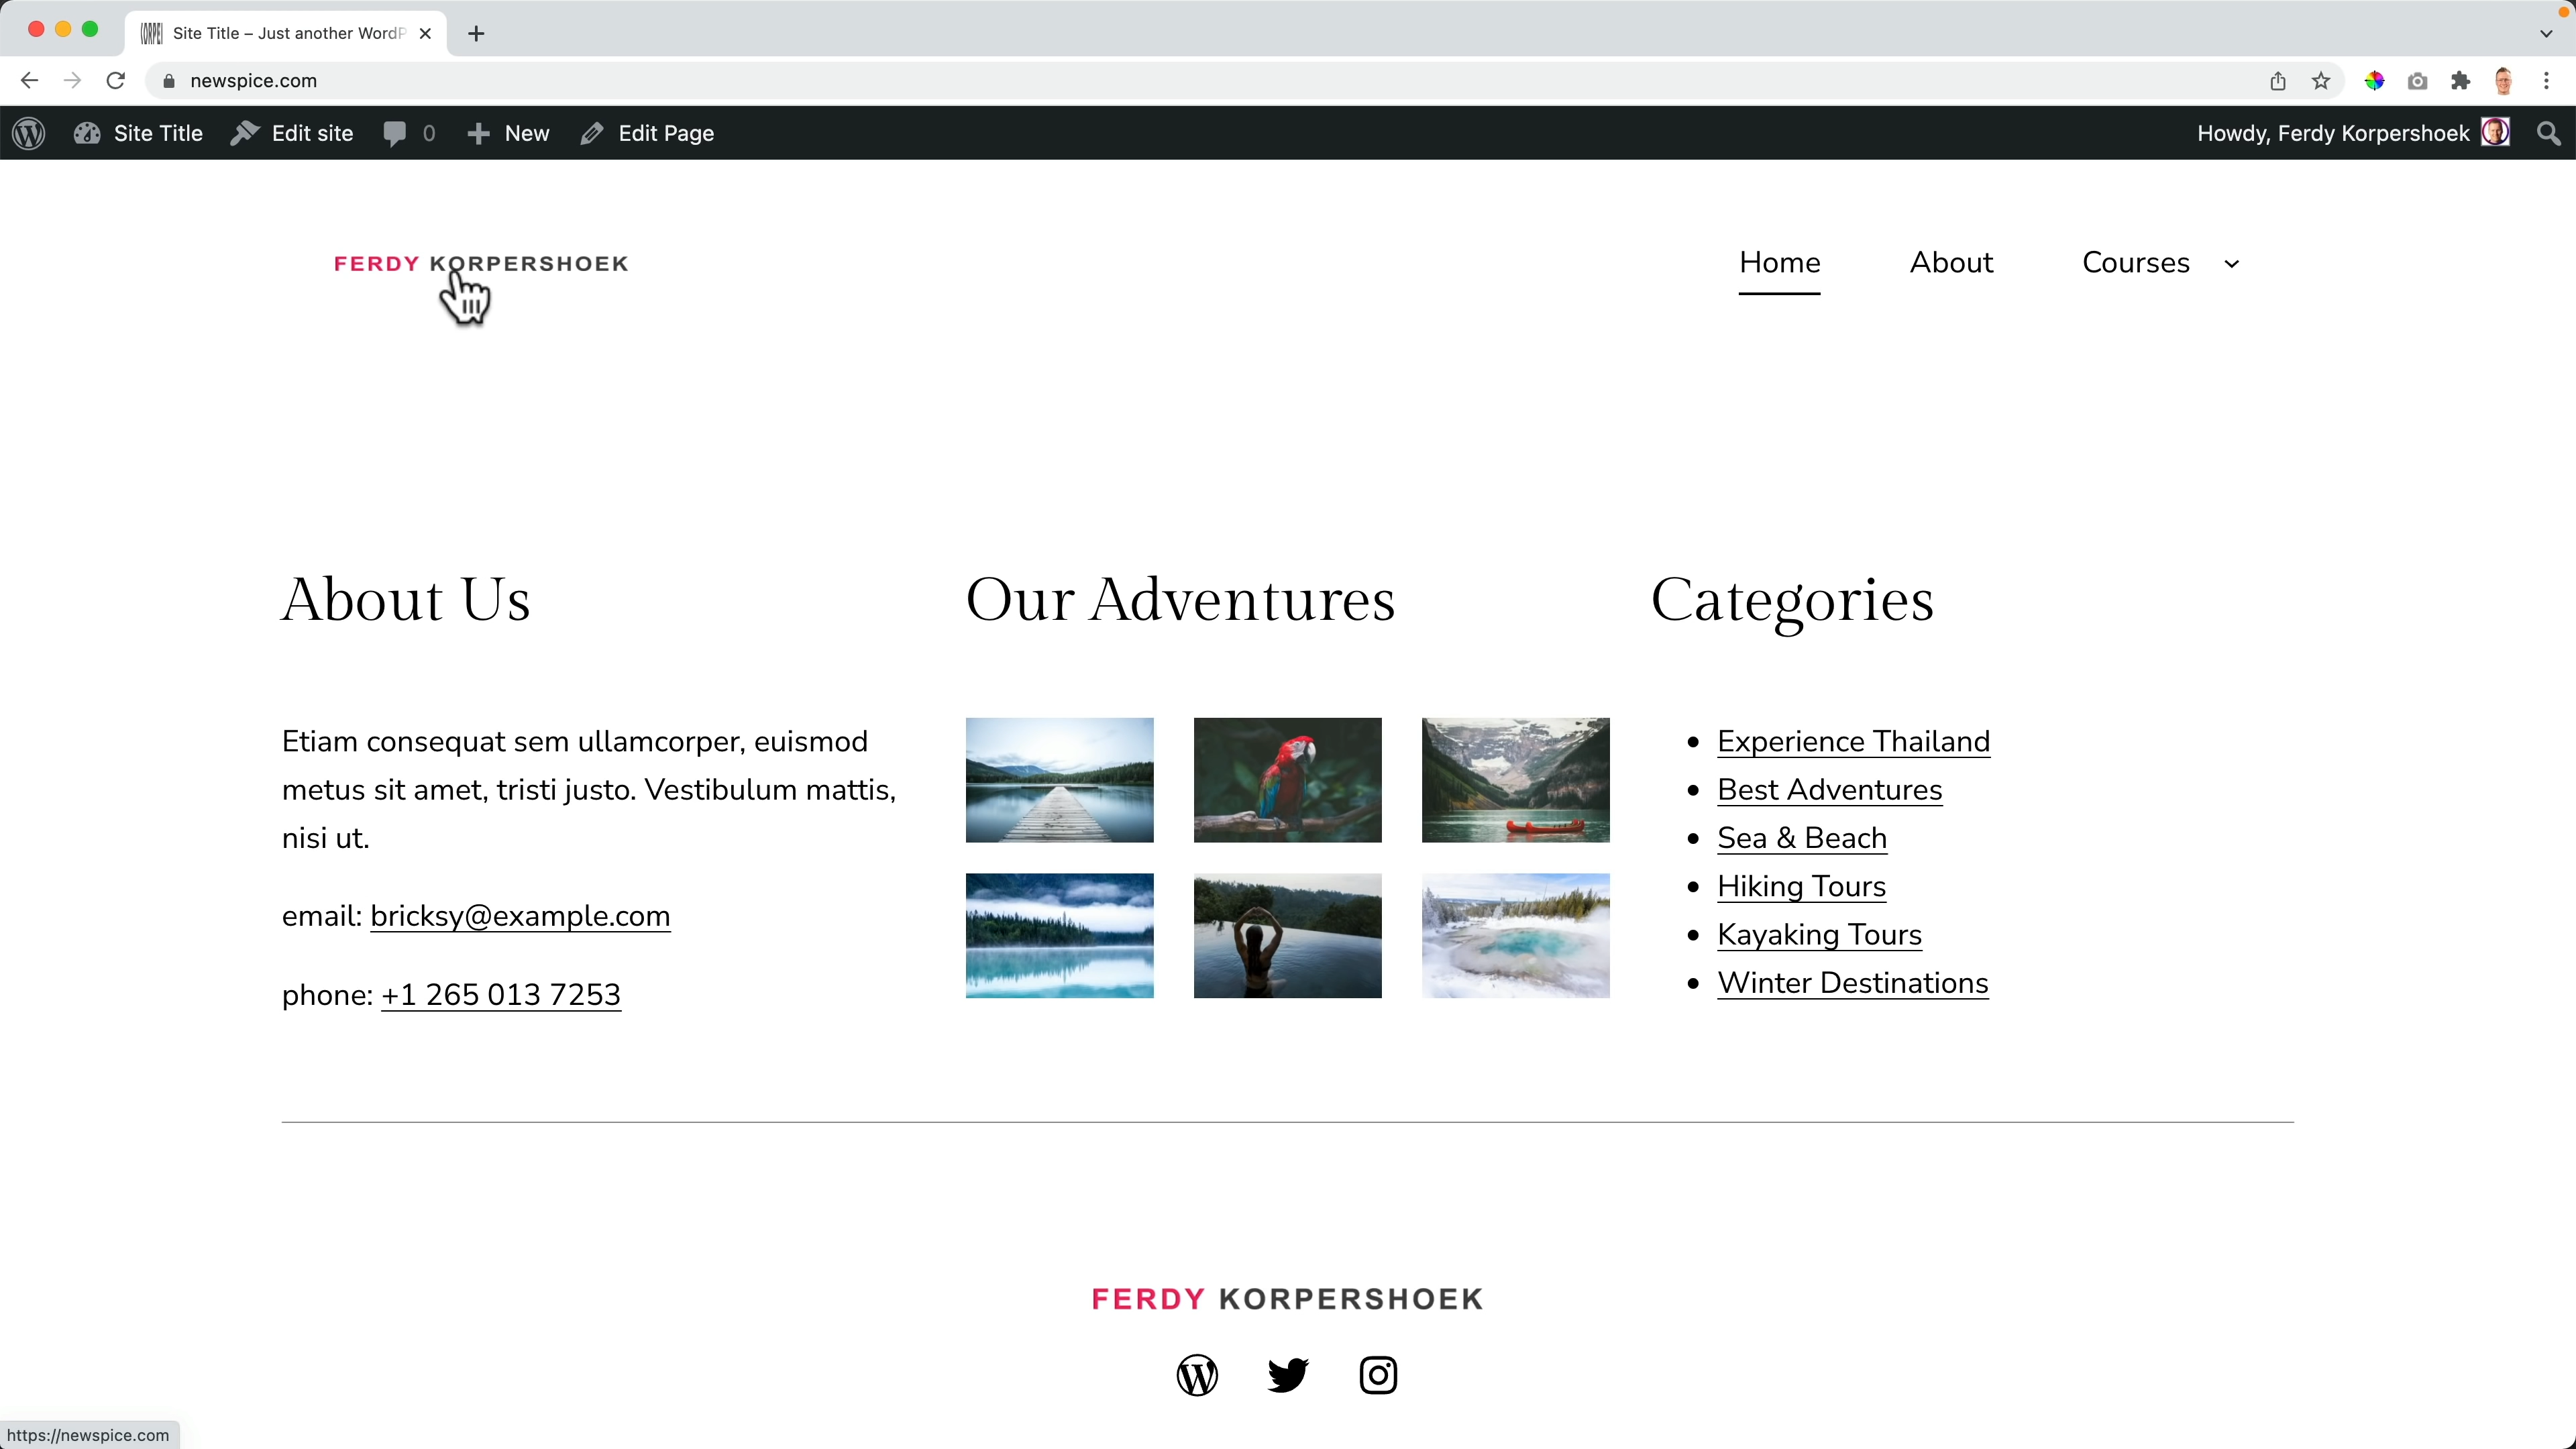 Site Title – Just another WordP
newspice.com
Site Title
Edit site
0
New
Edit Page
Howdy, Ferdy Korpershoek
FERDY KORPERSHOEK
Home
About
Courses
About Us
Etiam consequat sem ullamcorper, euismod
metus sit amet, tristi justo. Vestibulum mattis,
nisi ut.
email: bricksy@example.com
phone: +1 265 013 7253
Our Adventures
Categories
Experience Thailand
Best Adventures
Sea & Beach
Hiking Tours
Kayaking Tours
Winter Destinations
FERDY KORPERSHOEK
https://newspice.com